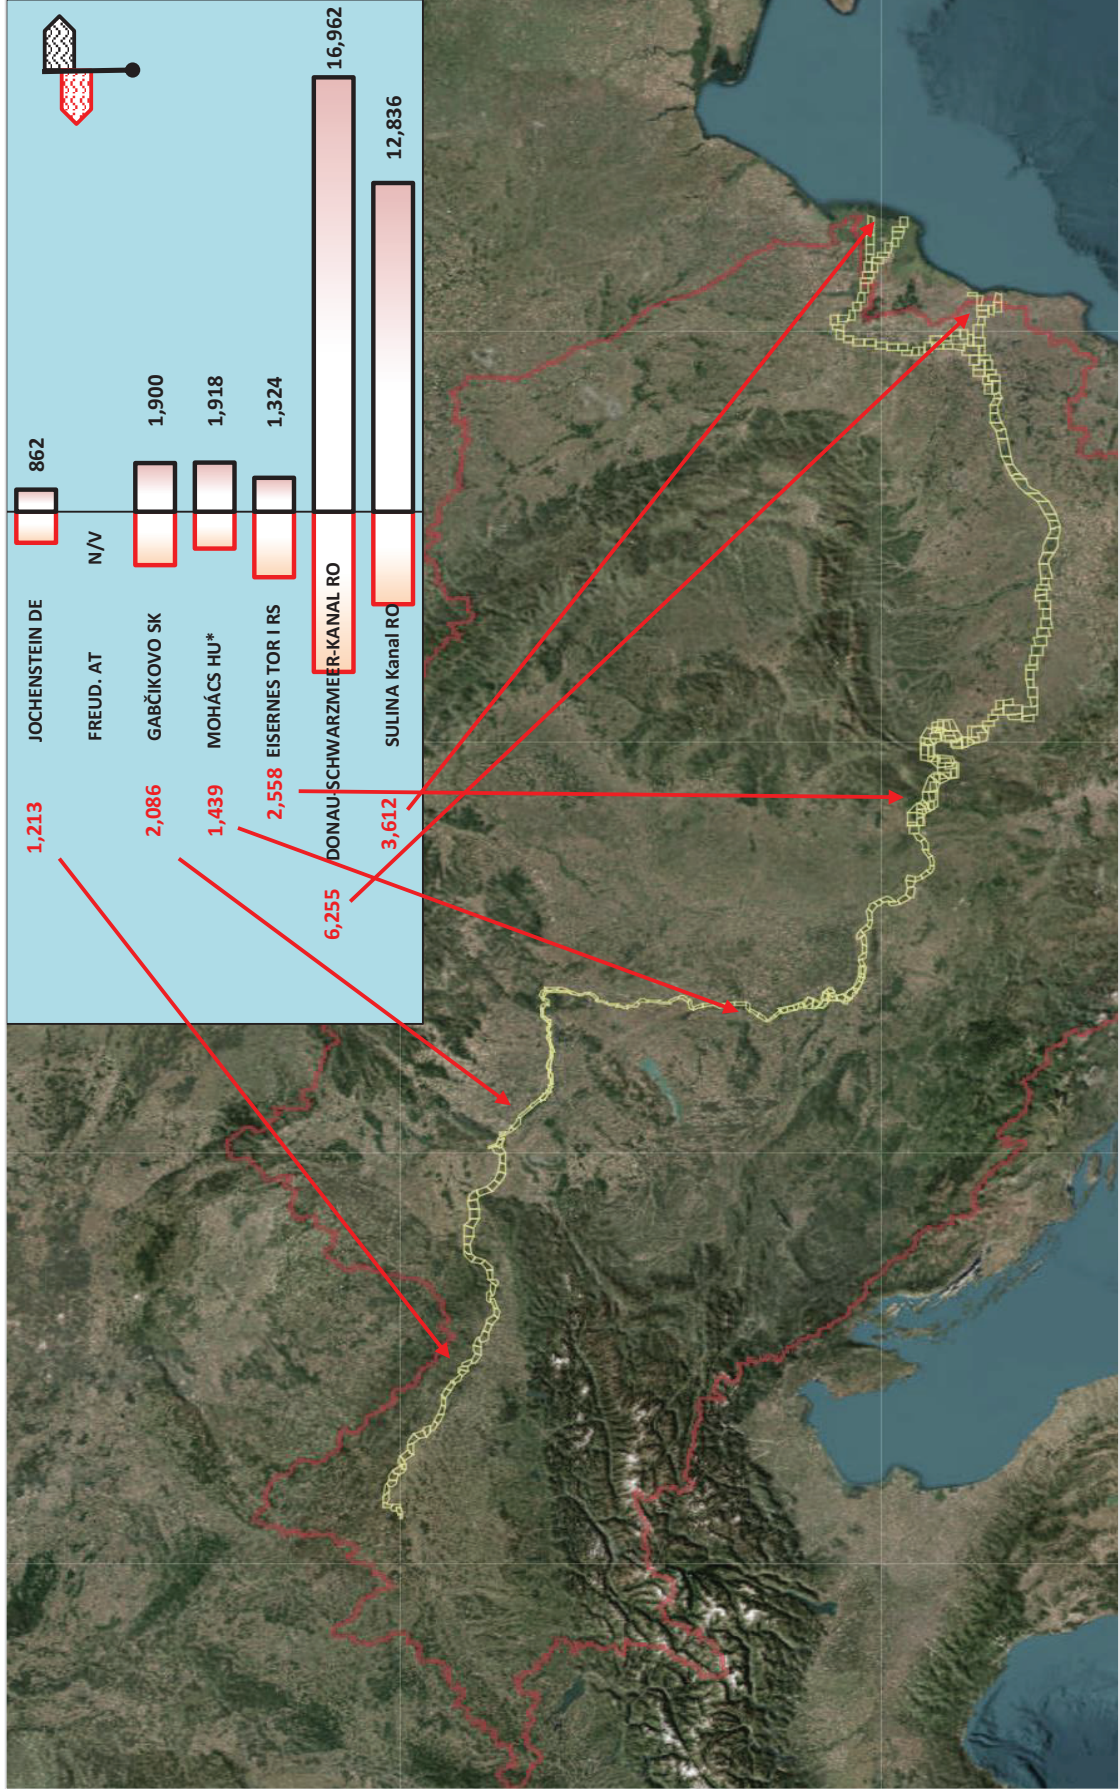 1,213 JOCHENSTEIN DE 862
FREUD. AT N/V
2,086 GABČIKOVO SK 1,900
1,439 MOHÁCS HU* 1,918
2,558 EISERNES TOR I RS 1,324
6,255 DONAU-SCHWARZMEER-KANAL RO 16,962
3,612 SULINA Kanal RO 12,836